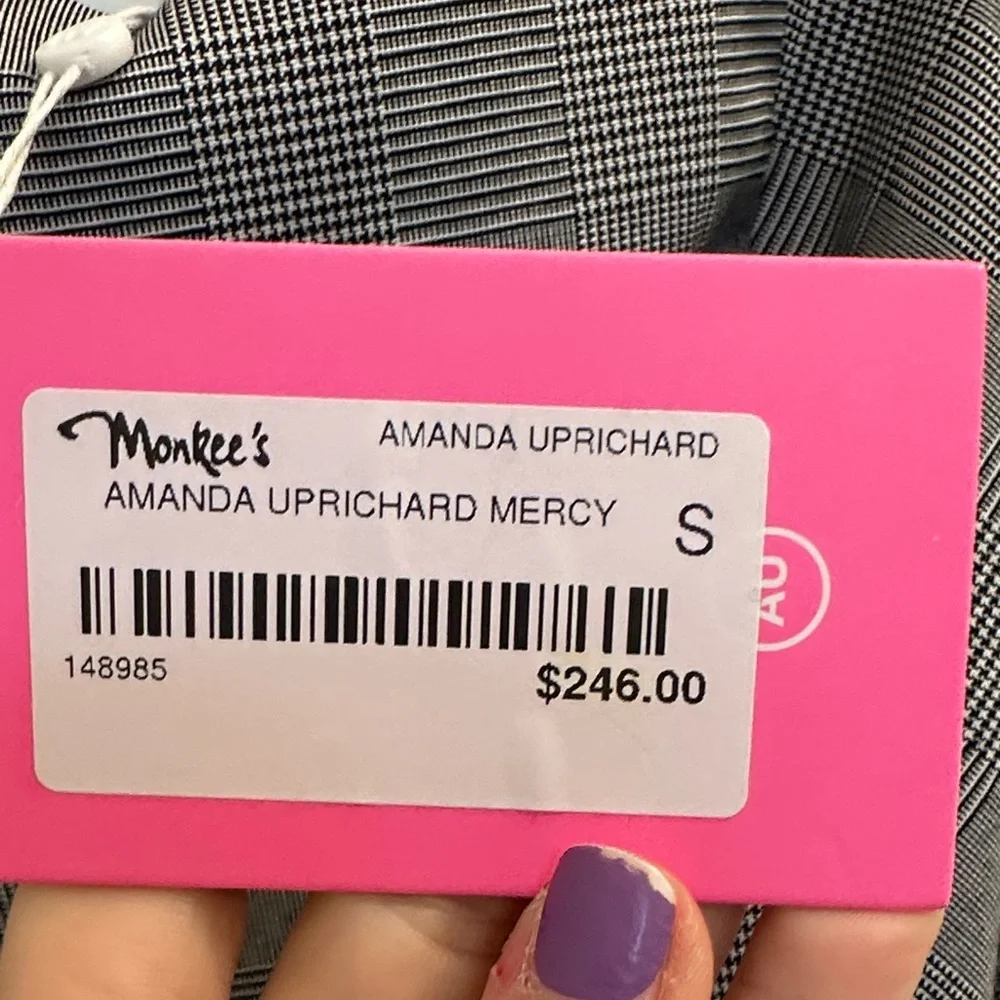 Monkee's AMANDA UPRICHARD
AMANDA UPRICHARD MERCY S
148985 $246.00
AU